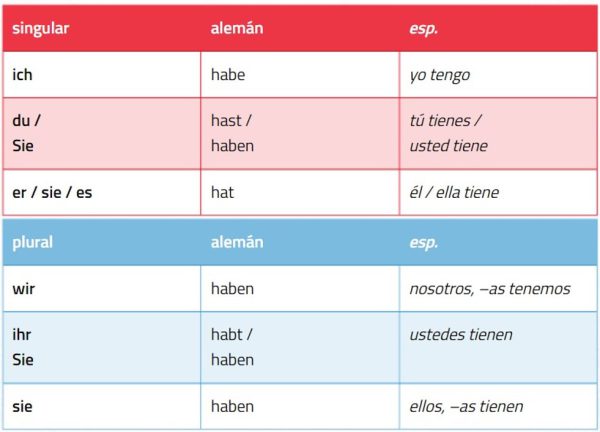 singular alemán esp.
ich habe yo tengo
du / hast / tú tienes /
Sie haben usted tiene
er / sie / es hat él / ella tiene
plural alemán esp.
wir haben nosotros, –as tenemos
ihr habt / ustedes tienen
Sie haben
sie haben ellos, –as tienen